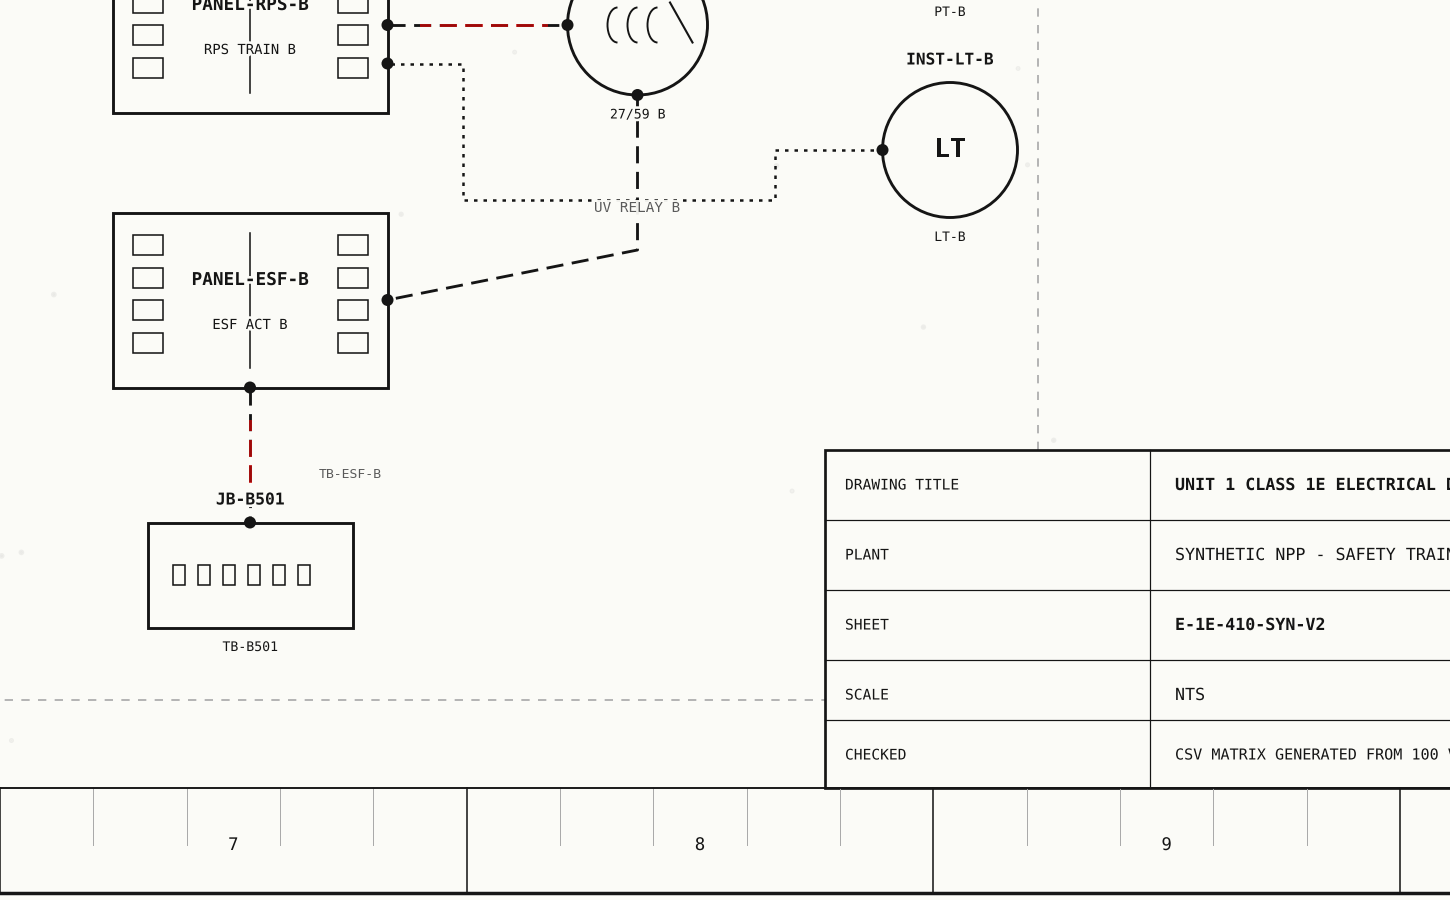 PANEL-RPS-B
RPS TRAIN B
27/59 B
PT-B
INST-LT-B
LT
LT-B
UV RELAY B
PANEL-ESF-B
ESF ACT B
TB-ESF-B
JB-B501
TB-B501
DRAWING TITLE
UNIT 1 CLASS 1E ELECTRICAL
PLANT
SYNTHETIC NPP - SAFETY TRAIN
SHEET
E-1E-410-SYN-V2
SCALE
NTS
CHECKED
CSV MATRIX GENERATED FROM 100
7
8
9